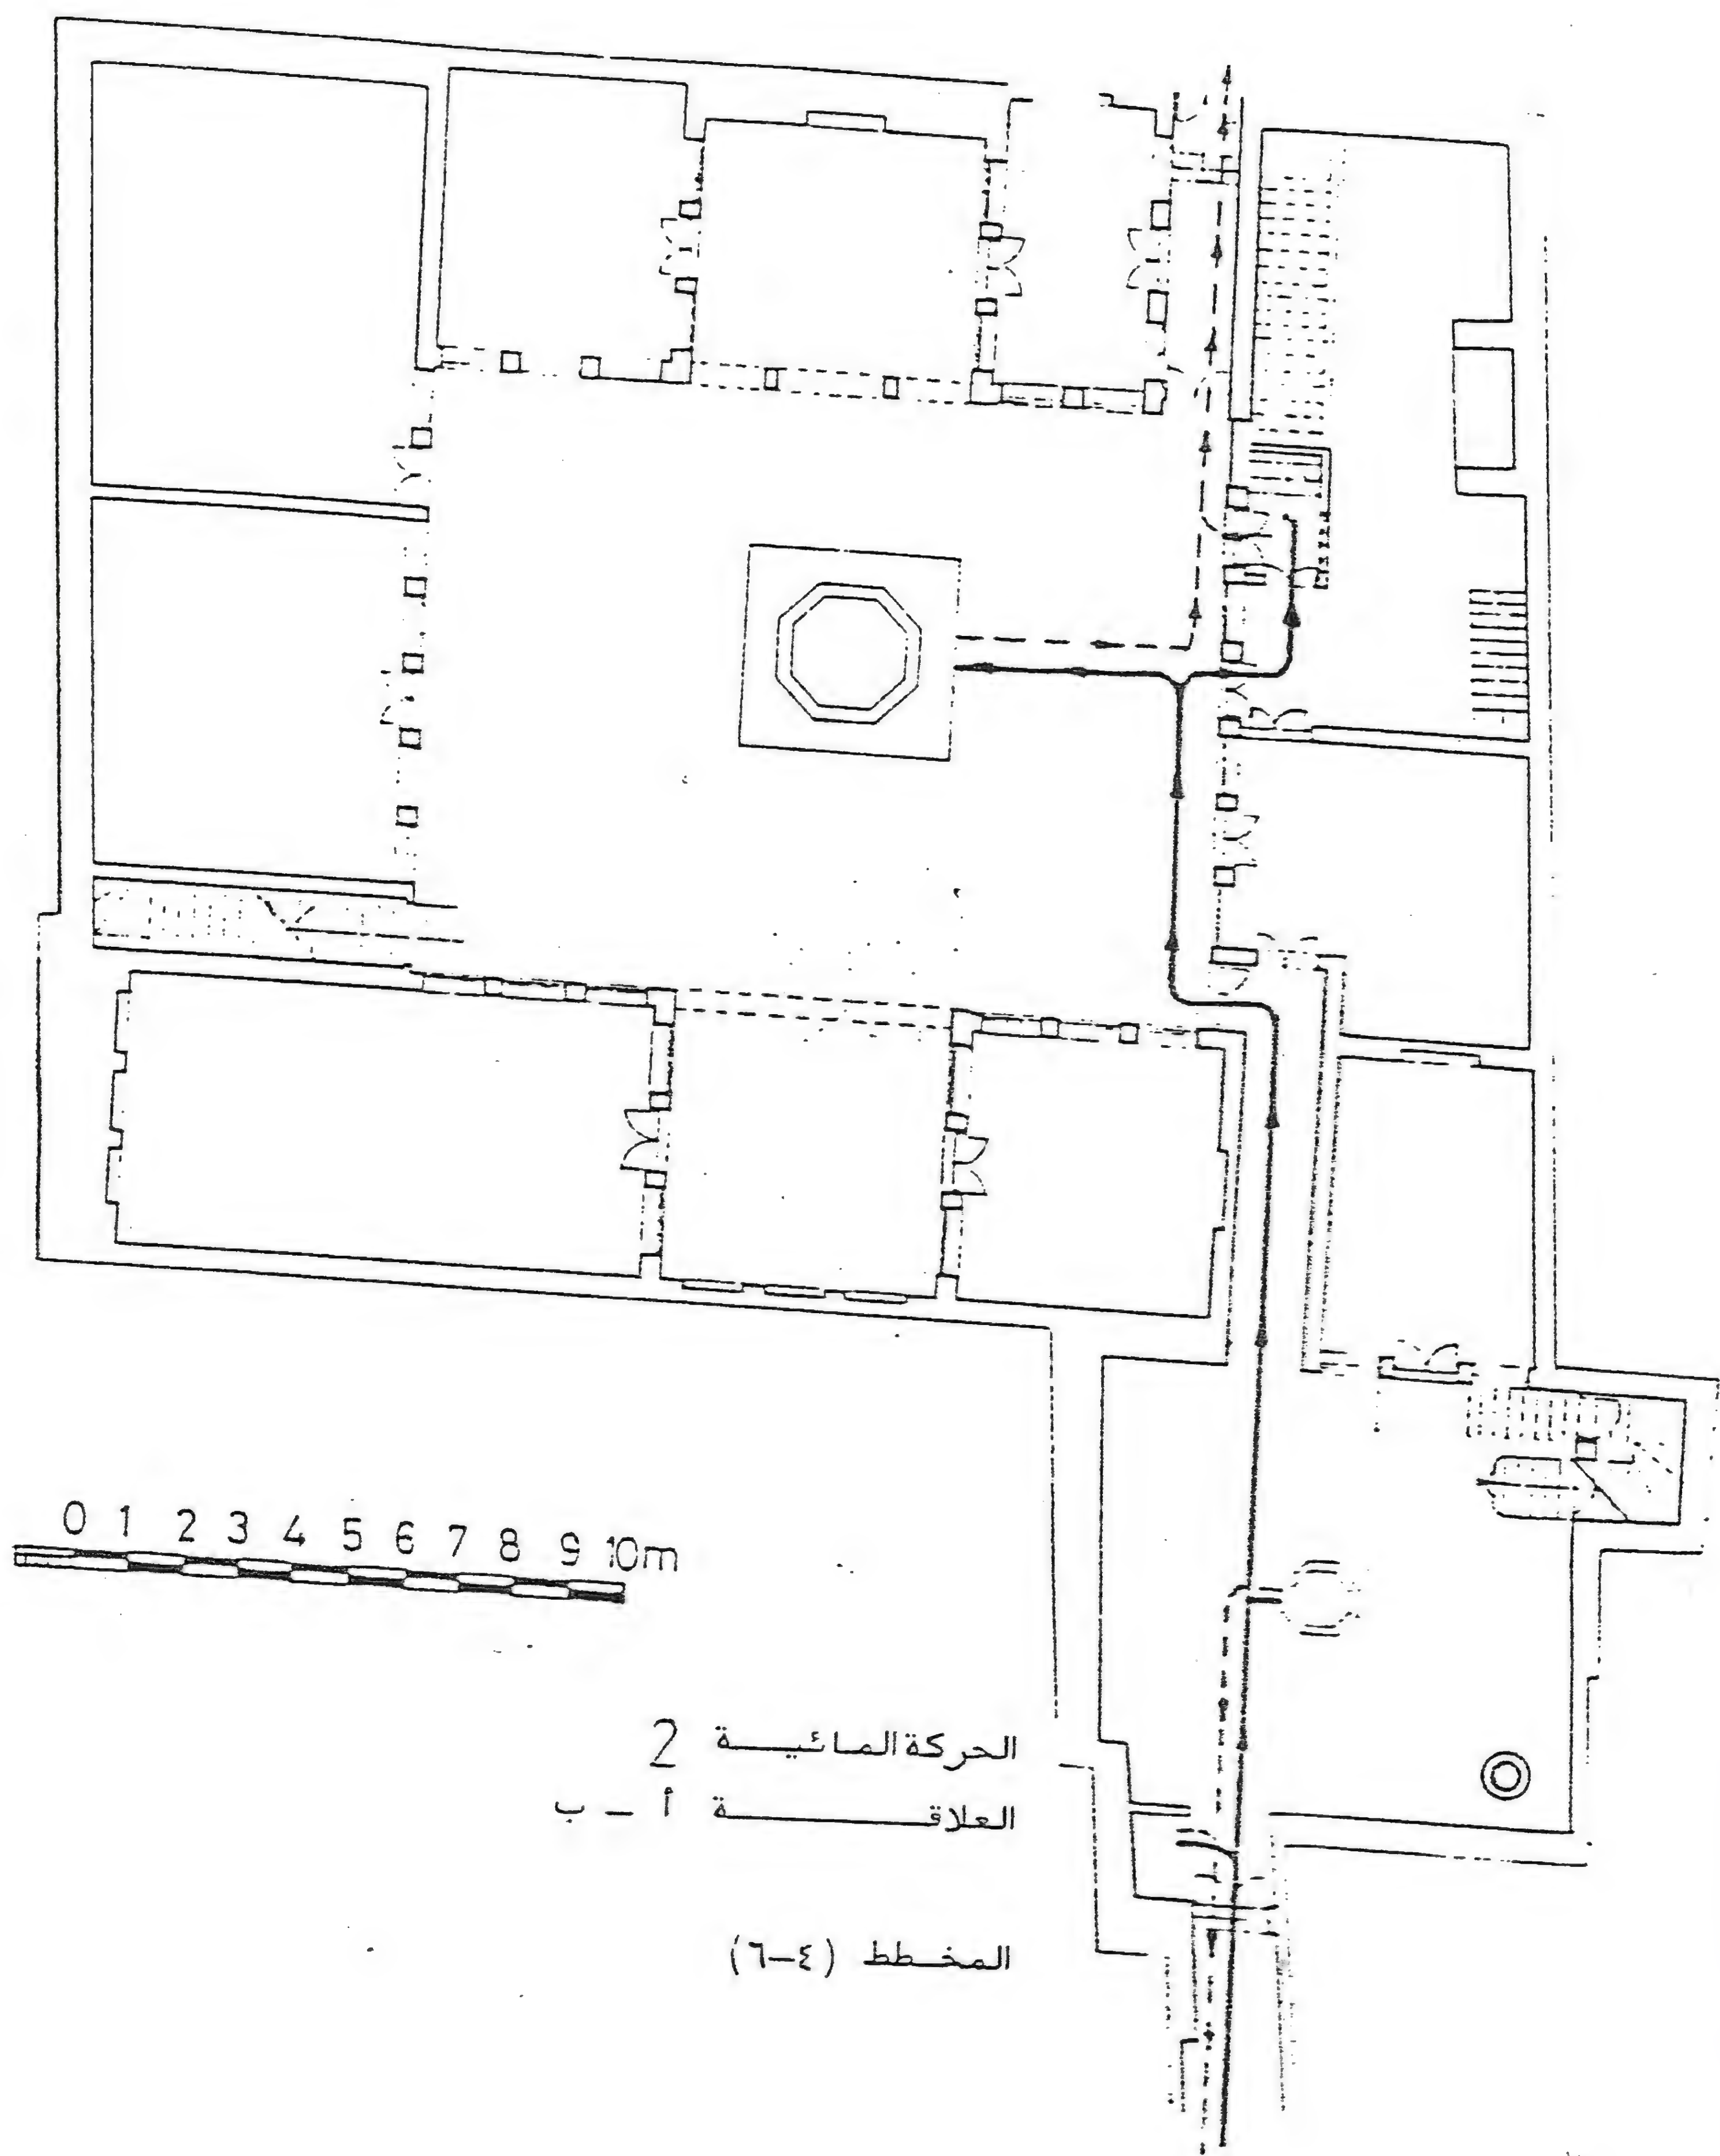 0 1 2 3 4 5 6 7 8 9 10m
الحركة المائية 2
العلاقة أ - ب
المخطط (٤-٦)